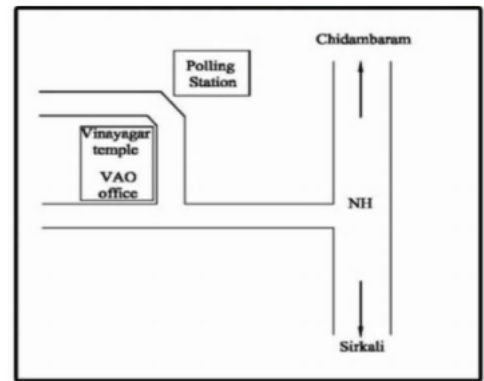 Chidambaram
Polling
Station
Vinayagar
temple
VAO
office
NH
Sirkali